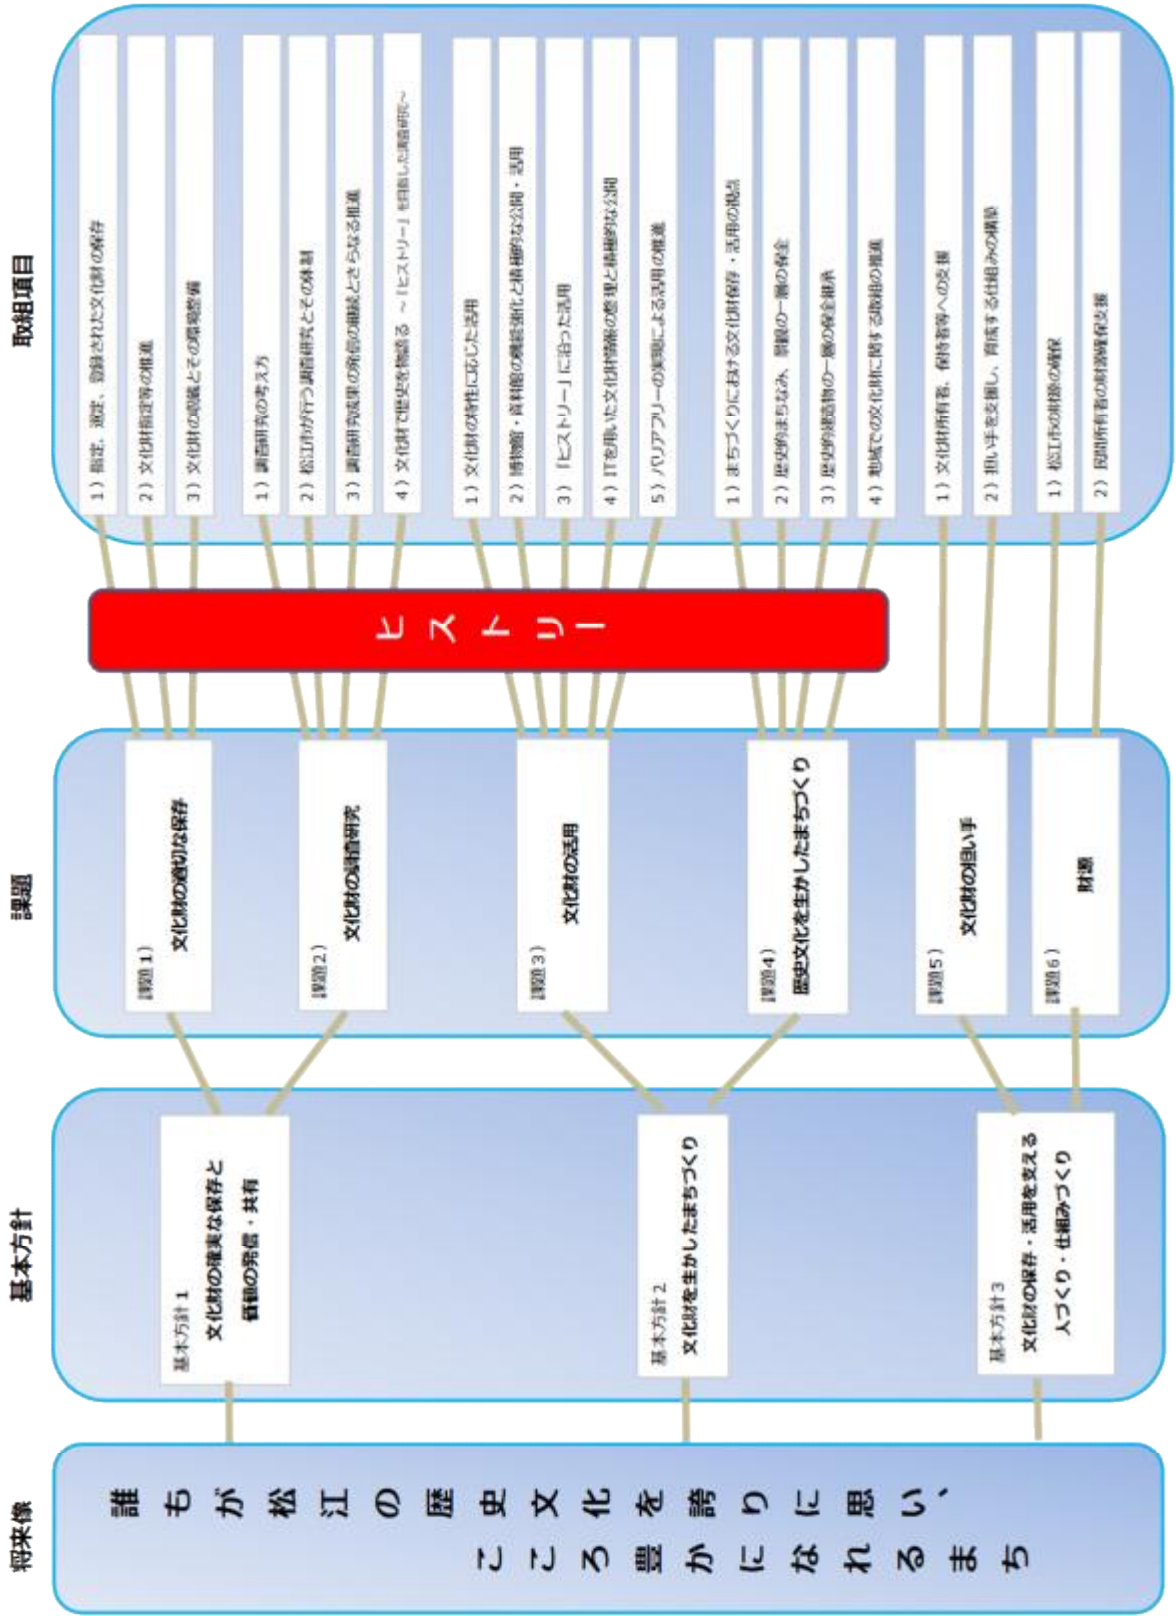 将来像
誰もが松江の歴史文化を誇りに思い、
こころ豊かになれるまち
基本方針
基本方針1
文化財の確実な保存と
価値の発信・共有
基本方針2
文化財を生かしたまちづくり
基本方針3
文化財の保存・活用を支える
人づくり・仕組みづくり
課題
課題1)
文化財の適切な保存
課題2)
文化財の調査研究
課題3)
文化財の活用
課題4)
歴史文化を生かしたまちづくり
課題5)
文化財の担い手
課題6)
財源
ヒストリー
取組項目
1）指定、選定、登録された文化財の保存
2）文化財指定等の推進
3）文化財の収蔵とその環境整備
1）調査研究の考え方
2）松江市が行う調査研究とその体制
3）調査研究成果の発信の継続とさらなる推進
4）文化財で歴史を物語る ～「ヒストリー」を目指した調査研究～
1）文化財の特性に応じた活用
2）博物館・資料館の機能強化と積極的な公開・活用
3）「ヒストリー」に沿った活用
4）ITを用いた文化財情報の整理と積極的な公開
5）バリアフリーの実現による活用の推進
1）まちづくりにおける文化財保存・活用の視点
2）歴史的まちなみ、景観の一層の保全
3）歴史的建造物の一層の保全継承
4）地域での文化財に関する取組の推進
1）文化財所有者、保持者等への支援
2）担い手を支援し、育成する仕組みの構築
1）松江市の財源の確保
2）民間所有者の財源確保支援